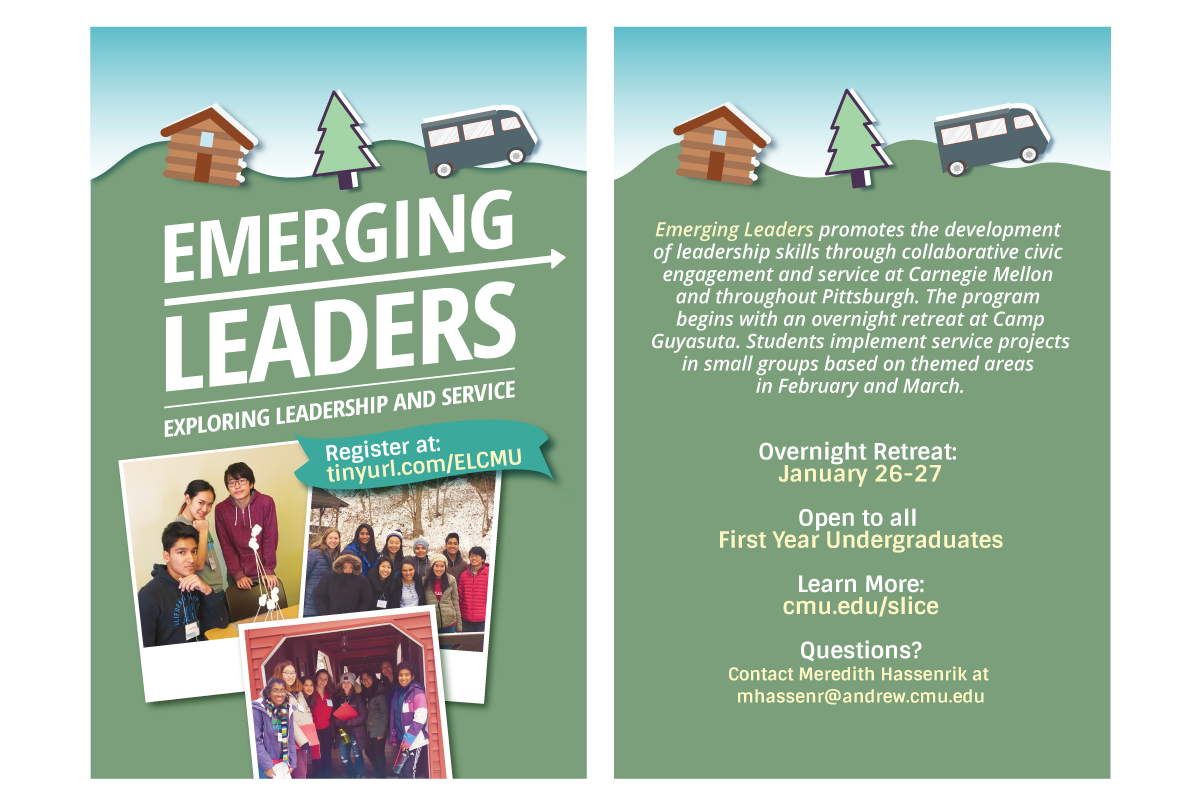 EMERGING
LEADERS
EXPLORING LEADERSHIP AND SERVICE
Register at:
tinyurl.com/ELCMU
Emerging Leaders promotes the development
of leadership skills through collaborative civic
engagement and service at Carnegie Mellon
and throughout Pittsburgh. The program
begins with an overnight retreat at Camp
Guyasuta. Students implement service projects
in small groups based on themed areas
in February and March.
Overnight Retreat:
January 26-27
Open to all
First Year Undergraduates
Learn More:
cmu.edu/slice
Questions?
Contact Meredith Hassenrik at
mhassenr@andrew.cmu.edu